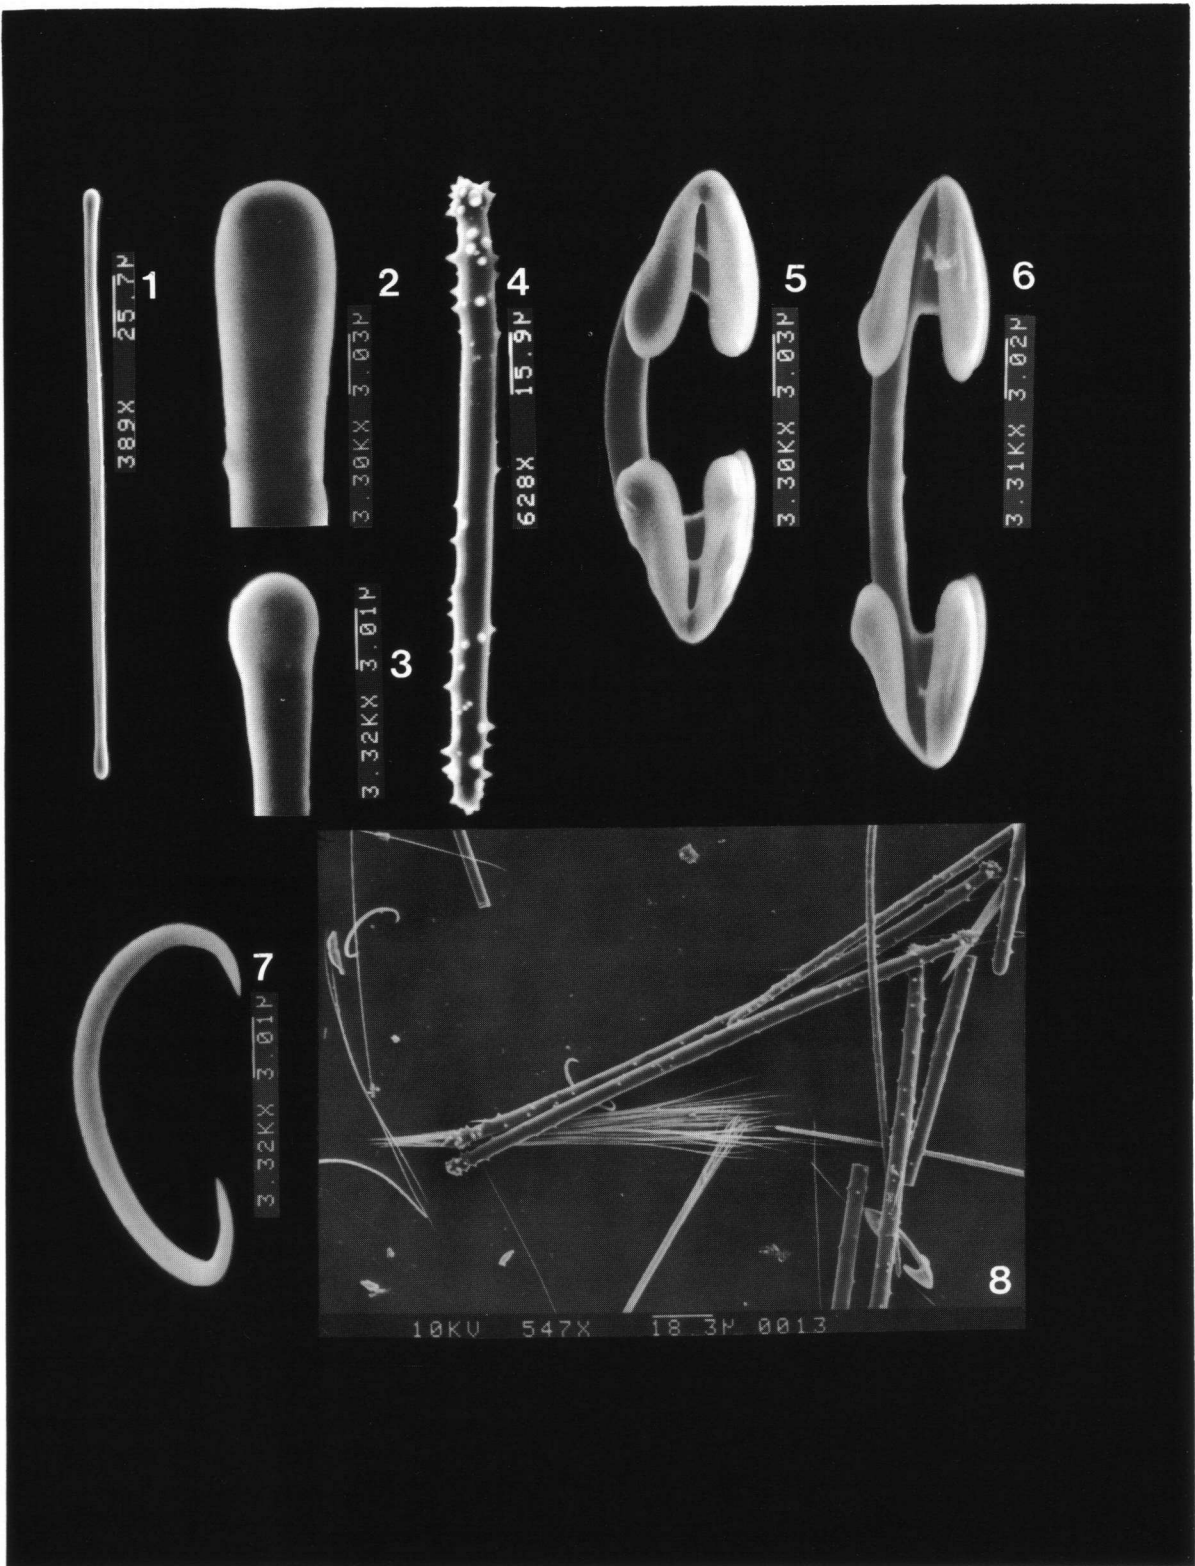 1
389X 25.7µ
2
3.30KX 3.03µ
3
3.32KX 3.01µ
4
628X 15.9µ
5
3.30KX 3.03µ
6
3.31KX 3.02µ
7
3.32KX 3.01µ
8
10KV 547X 18.3µ 0013